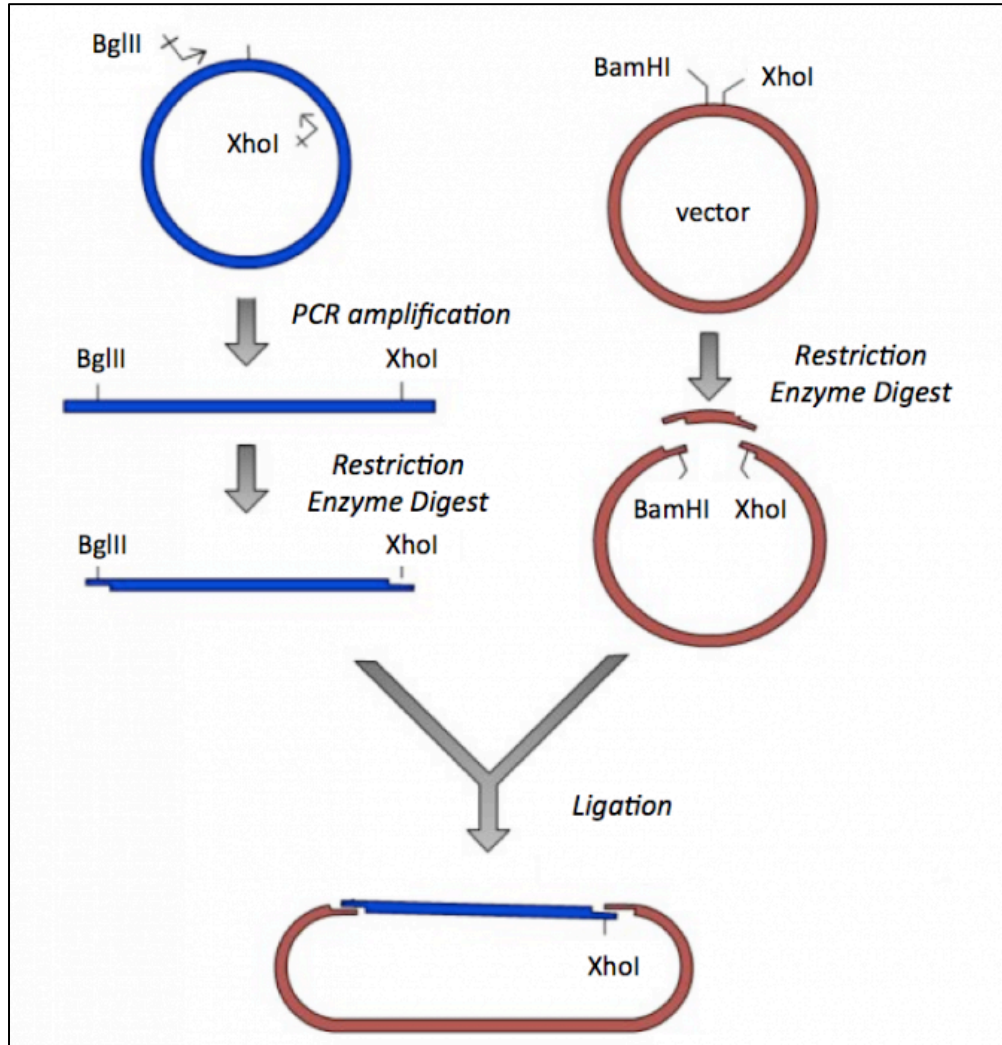 BglII
XhoI
PCR amplification
BglII
XhoI
Restriction
Enzyme Digest
BglII
XhoI
BamHI
XhoI
vector
Restriction
Enzyme Digest
BamHI
XhoI
Ligation
XhoI